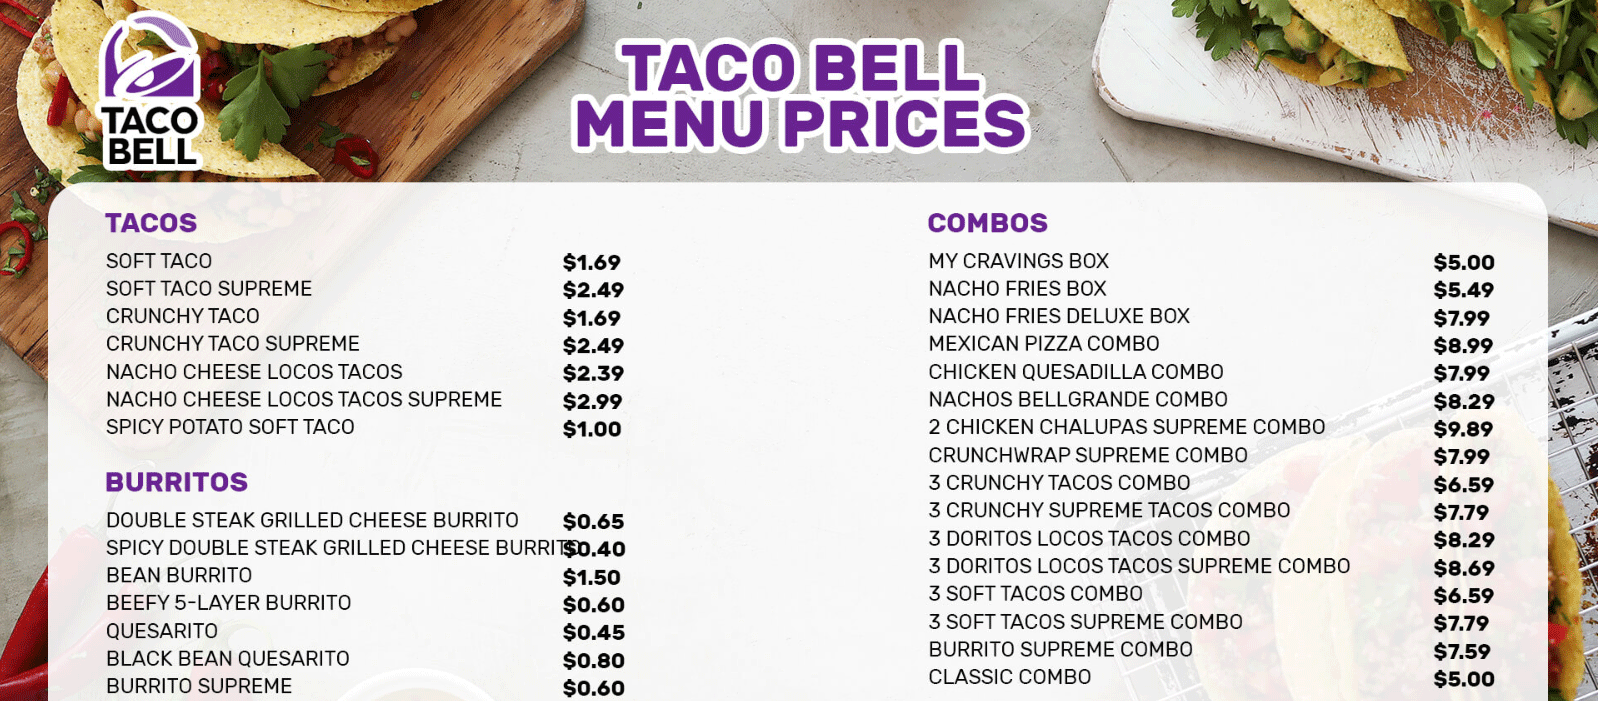 TACO
BELL
TACO BELL
MENU PRICES
TACOS
SOFT TACO $1.69
SOFT TACO SUPREME $2.49
CRUNCHY TACO $1.69
CRUNCHY TACO SUPREME $2.49
NACHO CHEESE LOCOS TACOS $2.39
NACHO CHEESE LOCOS TACOS SUPREME $2.99
SPICY POTATO SOFT TACO $1.00
BURRITOS
DOUBLE STEAK GRILLED CHEESE BURRITO $0.65
SPICY DOUBLE STEAK GRILLED CHEESE BURRITO $0.40
BEAN BURRITO $1.50
BEEFY 5-LAYER BURRITO $0.60
QUESARITO $0.45
BLACK BEAN QUESARITO $0.80
BURRITO SUPREME $0.60
COMBOS
MY CRAVINGS BOX $5.00
NACHO FRIES BOX $5.49
NACHO FRIES DELUXE BOX $7.99
MEXICAN PIZZA COMBO $8.99
CHICKEN QUESADILLA COMBO $7.99
NACHOS BELLGRANDE COMBO $8.29
2 CHICKEN CHALUPAS SUPREME COMBO $9.89
CRUNCHWRAP SUPREME COMBO $7.99
3 CRUNCHY TACOS COMBO $6.59
3 CRUNCHY SUPREME TACOS COMBO $7.79
3 DORITOS LOCOS TACOS COMBO $8.29
3 DORITOS LOCOS TACOS SUPREME COMBO $8.69
3 SOFT TACOS COMBO $6.59
3 SOFT TACOS SUPREME COMBO $7.79
BURRITO SUPREME COMBO $7.59
CLASSIC COMBO $5.00